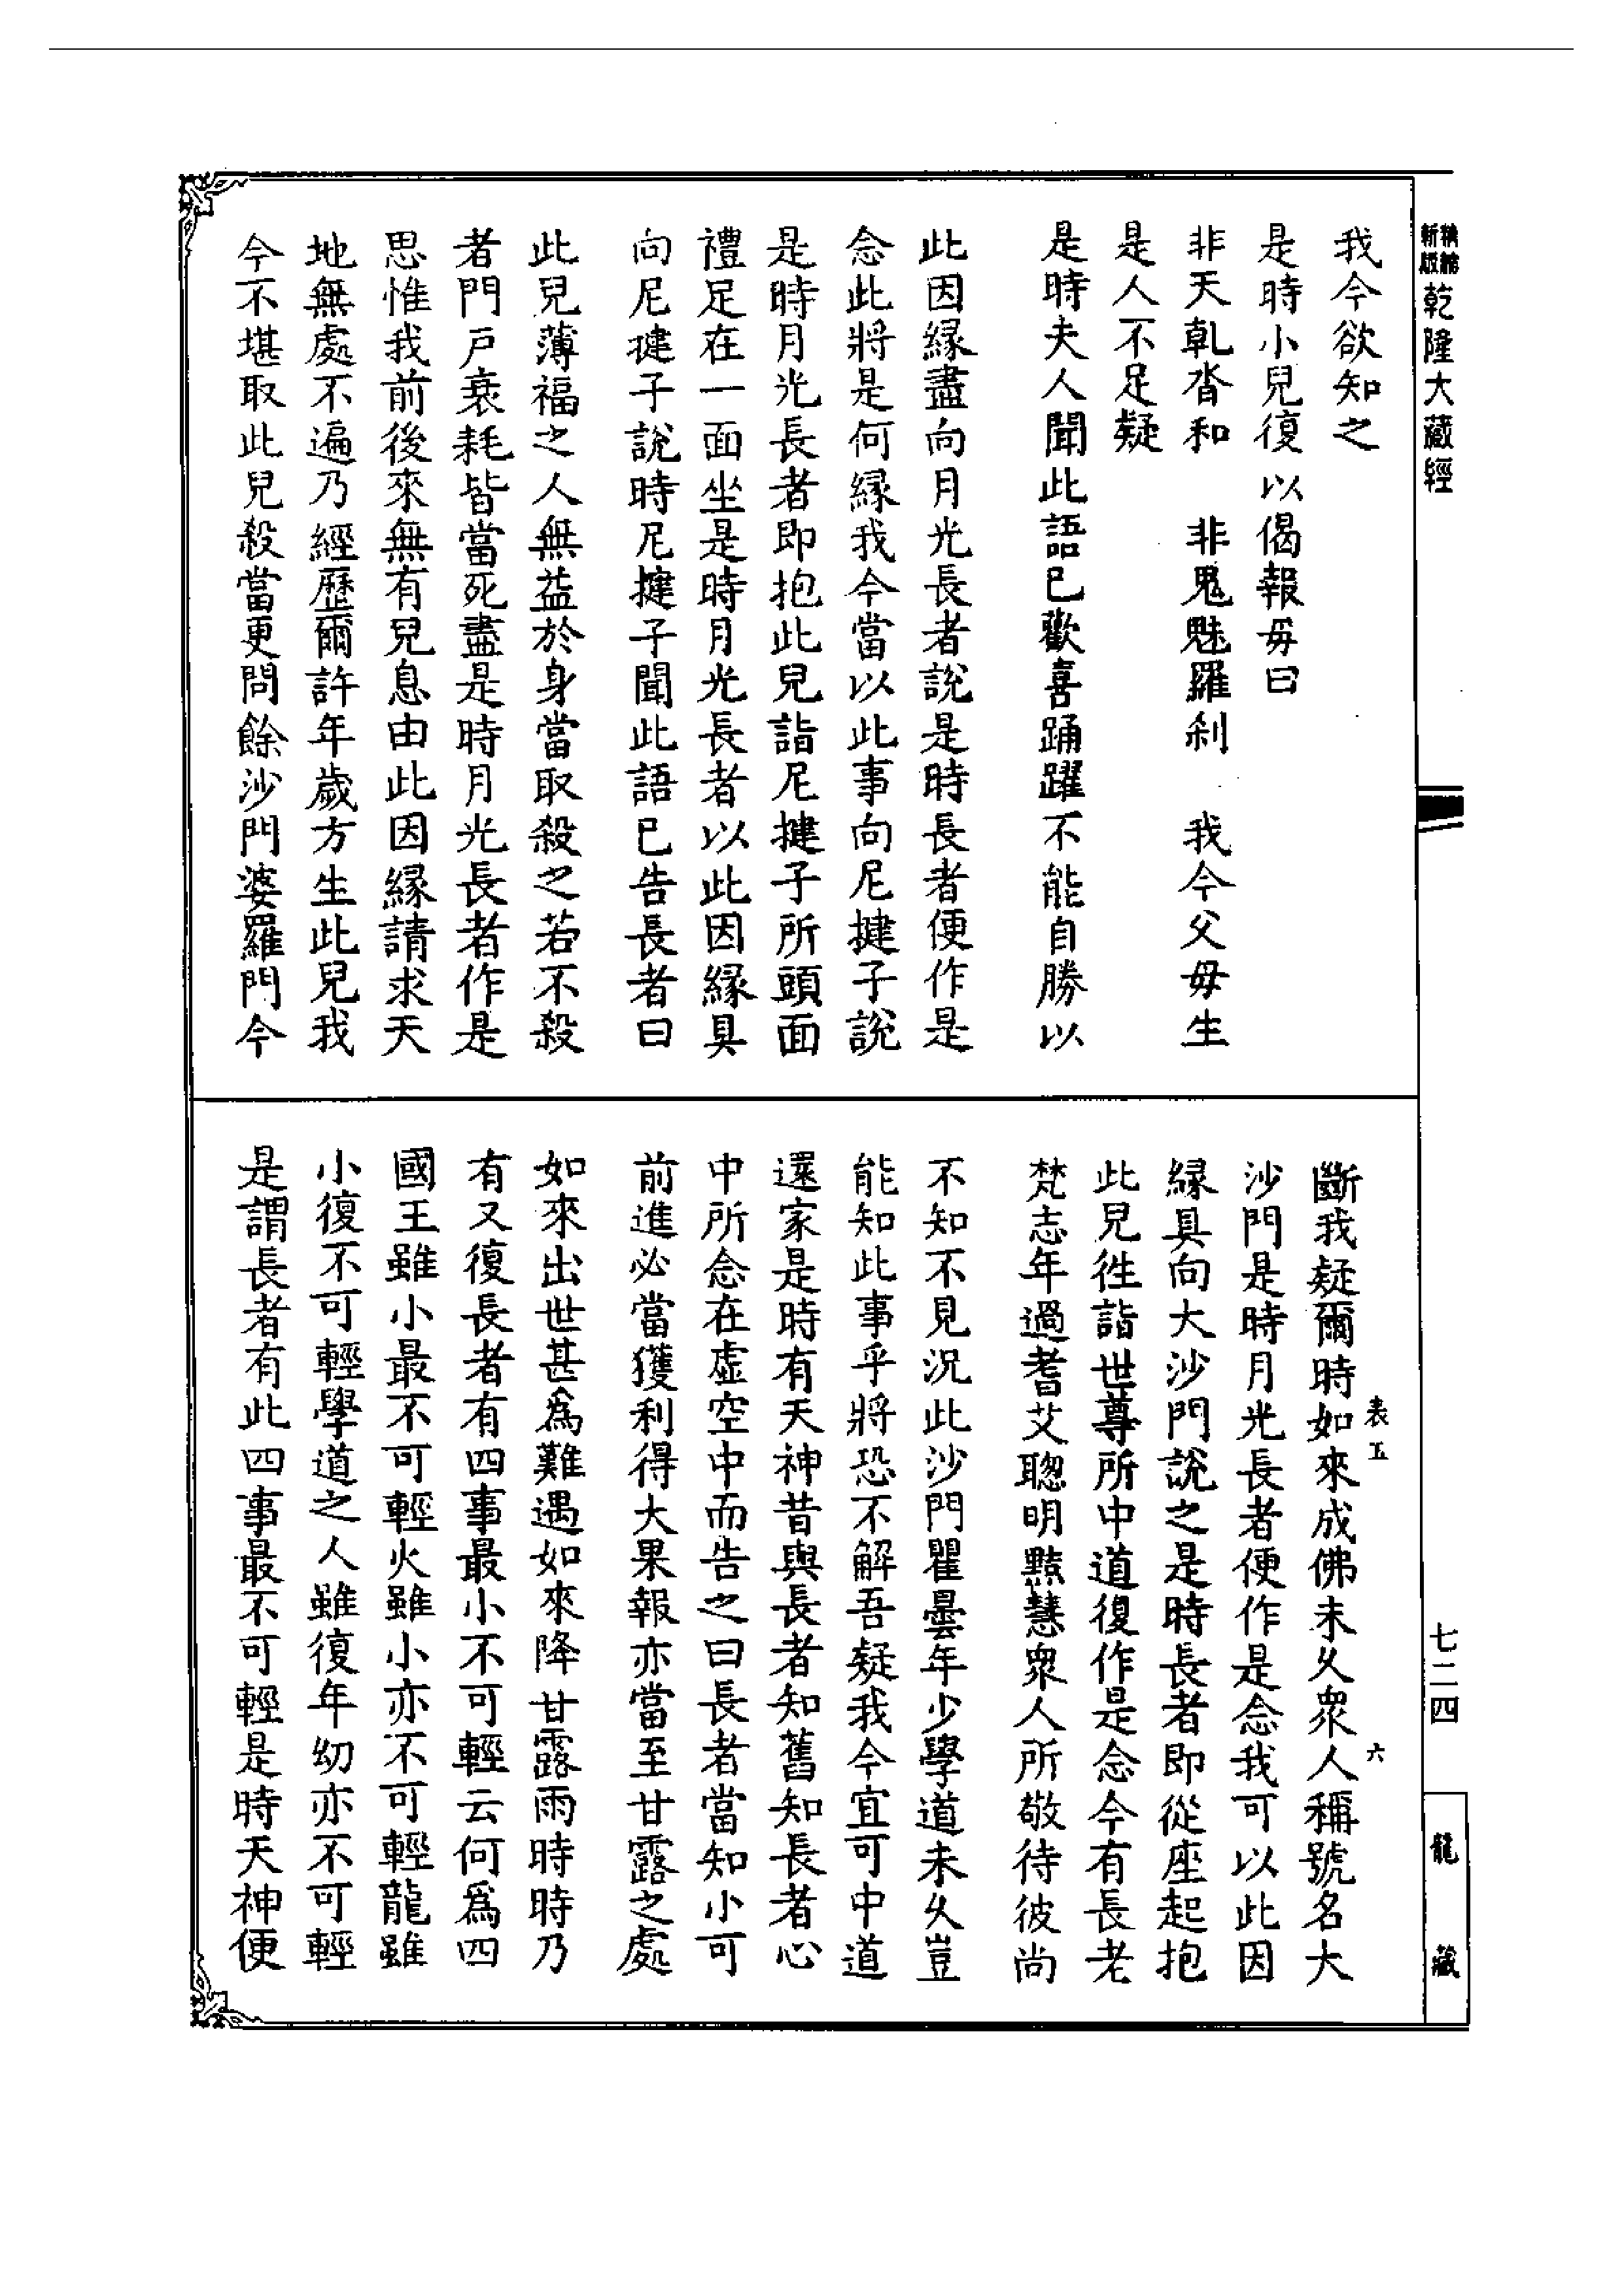 精縮新版乾隆大藏經
我今欲知之
是時小兒復以偈報毋曰
非天乹沓和　非鬼魅羅刹　我今父毋生
是人不足疑
是時夫人聞此語已歡喜踊躍不能自勝以
此因緣盡向月光長者說是時長者便作是
念此將是何緣我今當以此事向尼揵子說
是時月光長者即抱此兒詣尼揵子所頭面
禮足在一面坐是時月光長者以此因緣具
向尼揵子說時尼揵子聞此語已告長者曰
此兒薄福之人無益於身當取殺之若不殺
者門戸衰耗皆當死盡是時月光長者作是
思惟我前後來無有兒息由此因緣請求天
地無處不遍乃經歷爾許年歲方生此兒我
今不堪取此兒殺當更問餘沙門婆羅門今
表五
六
斷我疑爾時如來成佛未久衆人稱號名大
沙門是時月光長者便作是念我可以此因
緣具向大沙門說之是時長者即從座起抱
此兒徃詣世尊所中道復作是念今有長老
梵志年過耆艾聰明黠慧衆人所敬待彼尚
不知不見况此沙門瞿曇年少學道未久豈
能知此事乎將恐不解吾疑我今宜可中道
還家是時有天神昔與長者知舊知長者心
中所念在虛空中而告之曰長者當知小可
前進必當獲利得大果報亦當至甘露之處
如來出世甚爲難遇如來降甘露雨時時乃
有又復長者有四事最小不可輕云何爲四
國王雖小最不可輕火雖小亦不可輕龍雖
小復不可輕學道之人雖復年幼亦不可輕
是謂長者有此四事最不可輕是時天神便
七二四
龍藏